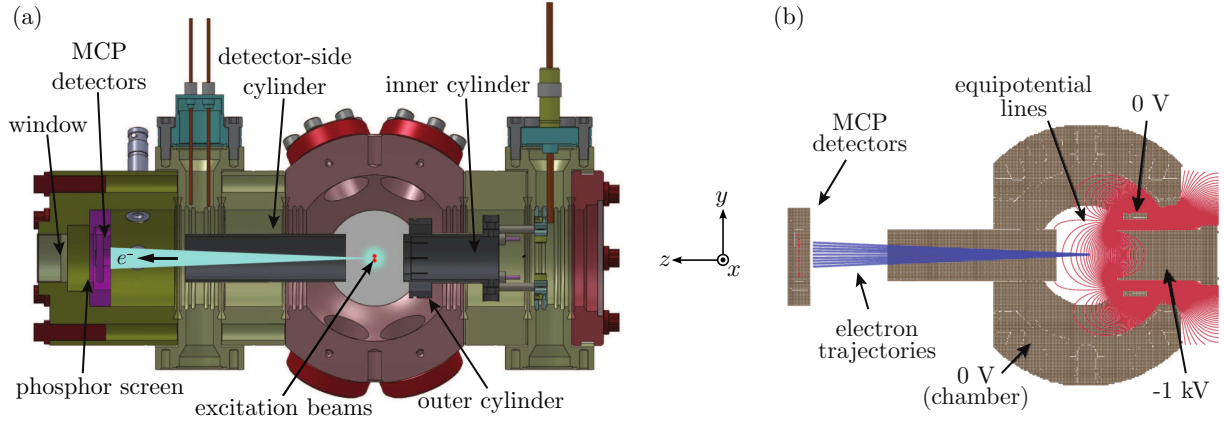 (a)
MCP
detectors
detector-side
cylinder
inner cylinder
window
e⁻
phosphor screen
excitation beams
outer cylinder
y
z
x
(b)
equipotential
lines
0 V
MCP
detectors
electron
trajectories
0 V
(chamber)
-1 kV